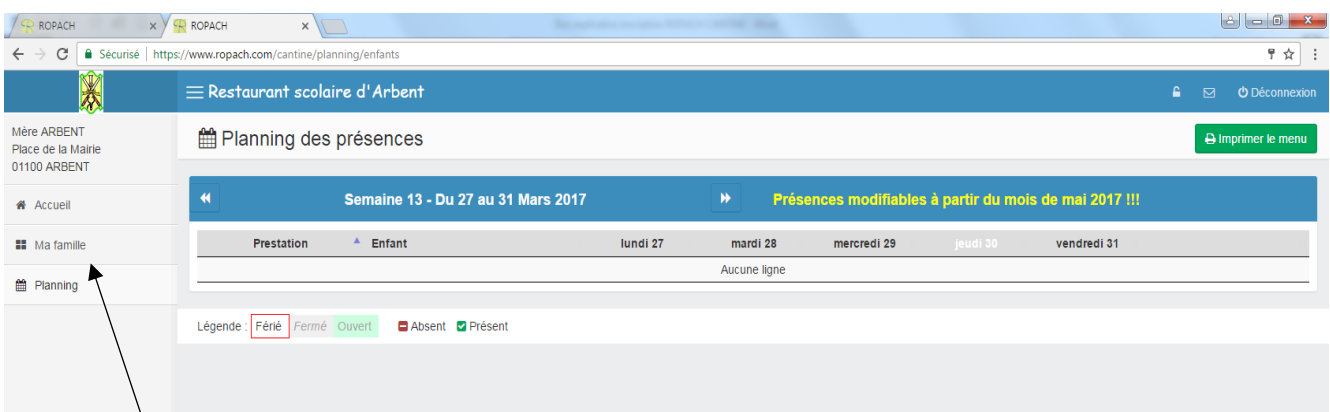 ROPACH
ROPACH
Sécurisé | https://www.ropach.com/cantine/planning/enfants
Restaurant scolaire d'Arbent
Déconnexion
Mère ARBENT
Place de la Mairie
01100 ARBENT
Planning des présences
Imprimer le menu
Accueil
Ma famille
Planning
Semaine 13 - Du 27 au 31 Mars 2017
Présences modifiables à partir du mois de mai 2017 !!!
Prestation Enfant lundi 27 mardi 28 mercredi 29 jeudi 30 vendredi 31
Aucune ligne
Légende : Férié Fermé Ouvert Absent Présent